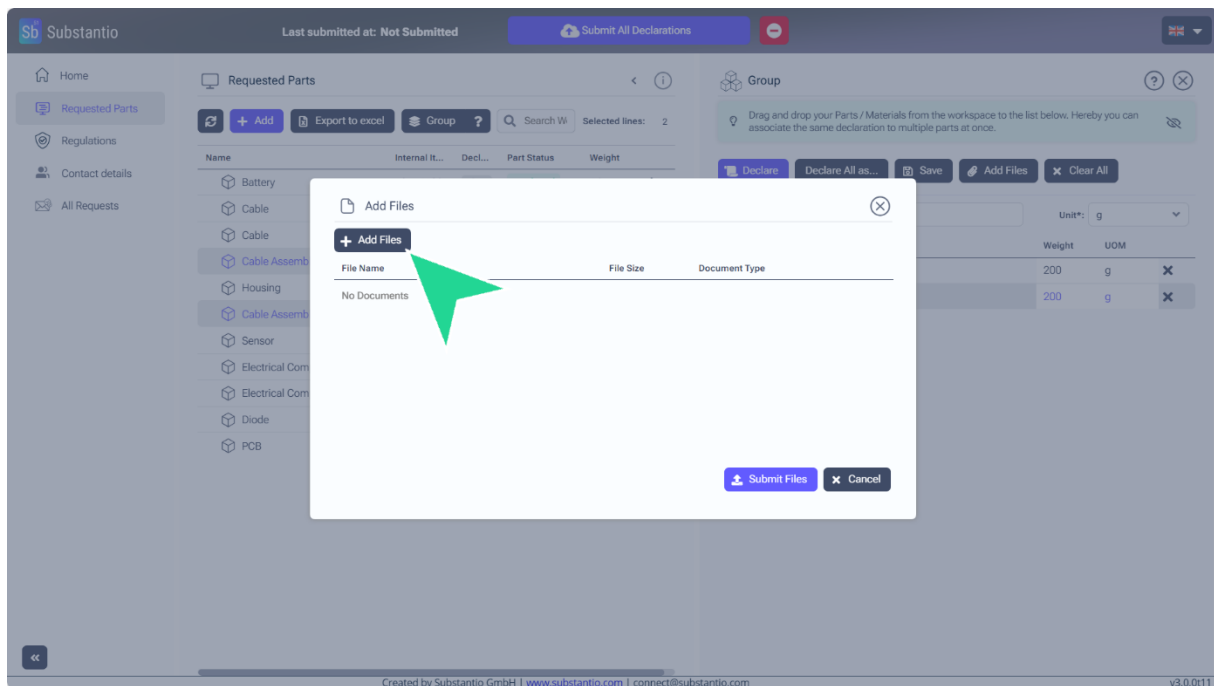 Sb Substantio
Last submitted at: Not Submitted
Submit All Declarations
Home
Requested Parts
Regulations
Contact details
All Requests
Requested Parts
+ Add
Export to excel
Group ?
Search
Selected lines: 2
Name Internal It... Decl... Part Status Weight
Battery
Cable
Cable
Cable Assemb
Housing
Cable Assemb
Sensor
Electrical Com
Electrical Com
Diode
PCB
Group
Drag and drop your Parts / Materials from the workspace to the list below. Hereby you can
associate the same declaration to multiple parts at once.
Declare Declare All as... Save Add Files Clear All
Unit*: g
Weight UOM
200 g
200 g
Add Files
+ Add Files
File Name File Size Document Type
No Documents
Submit Files Cancel
Created by Substantio GmbH | www.substantio.com | connect@substantio.com
v3.0.0t11